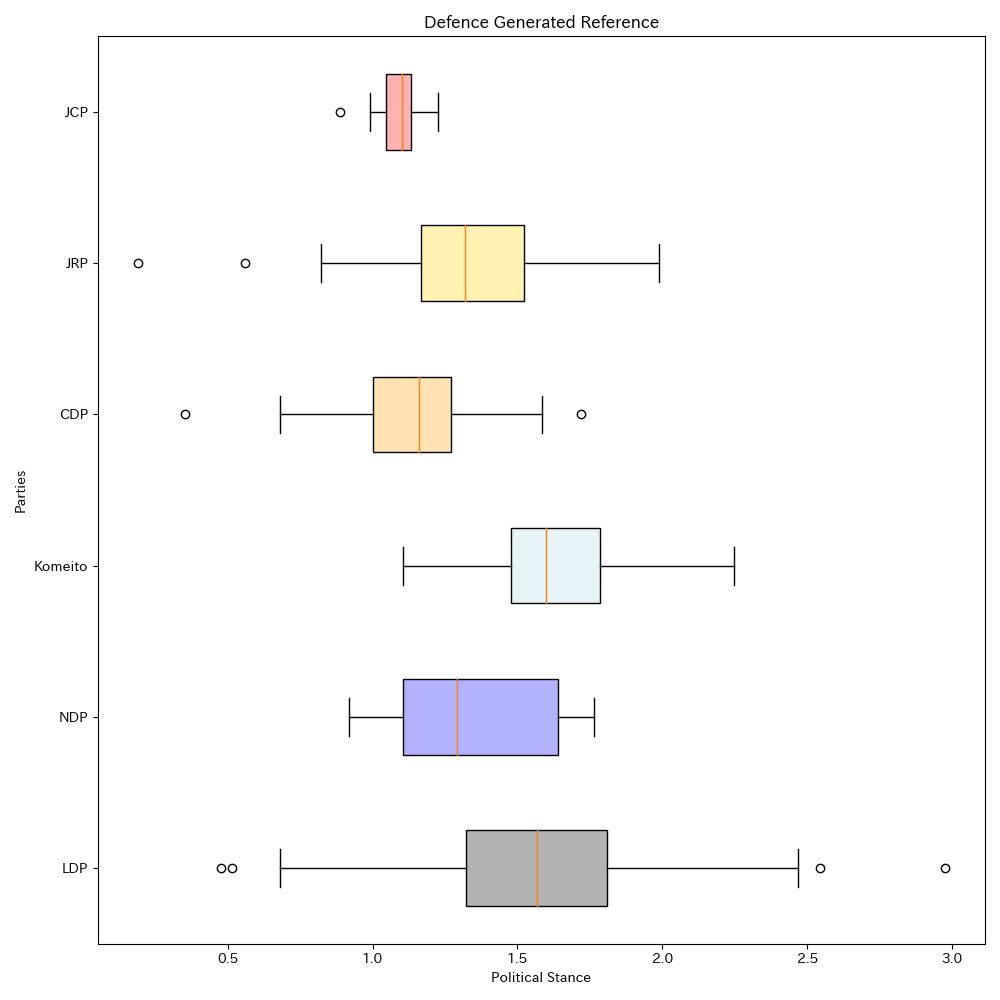 Defence Generated Reference
JCP
JRP
CDP
Komeito
NDP
LDP
Parties
0.5 1.0 1.5 2.0 2.5 3.0
Political Stance